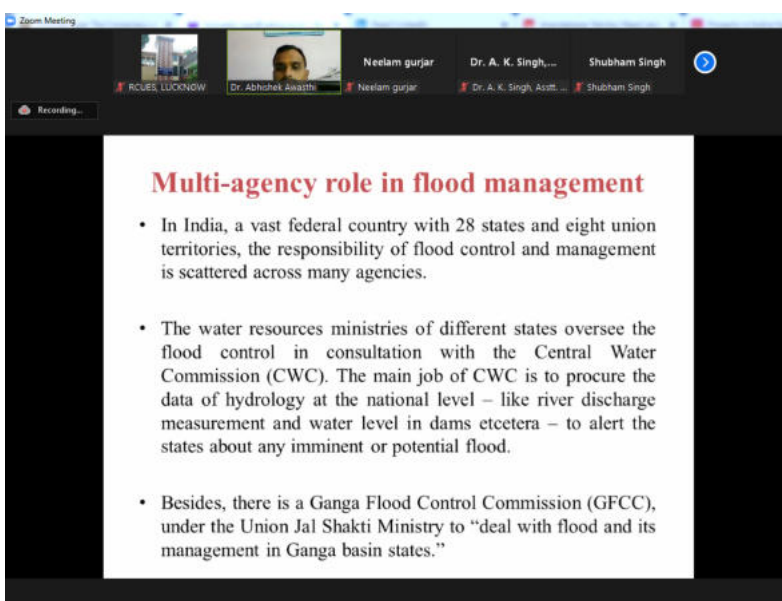 Zoom Meeting
Neelam gurjar
Dr. A. K. Singh,...
Shubham Singh
RCUES, LUCKNOW
Dr. Abhishek Awasthi
Neelam gurjar
Dr. A. K. Singh, Asstt. ...
Shubham Singh
Recording...
Multi-agency role in flood management
• In India, a vast federal country with 28 states and eight union
territories, the responsibility of flood control and management
is scattered across many agencies.
• The water resources ministries of different states oversee the
flood control in consultation with the Central Water
Commission (CWC). The main job of CWC is to procure the
data of hydrology at the national level – like river discharge
measurement and water level in dams etcetera – to alert the
states about any imminent or potential flood.
• Besides, there is a Ganga Flood Control Commission (GFCC),
under the Union Jal Shakti Ministry to “deal with flood and its
management in Ganga basin states.”